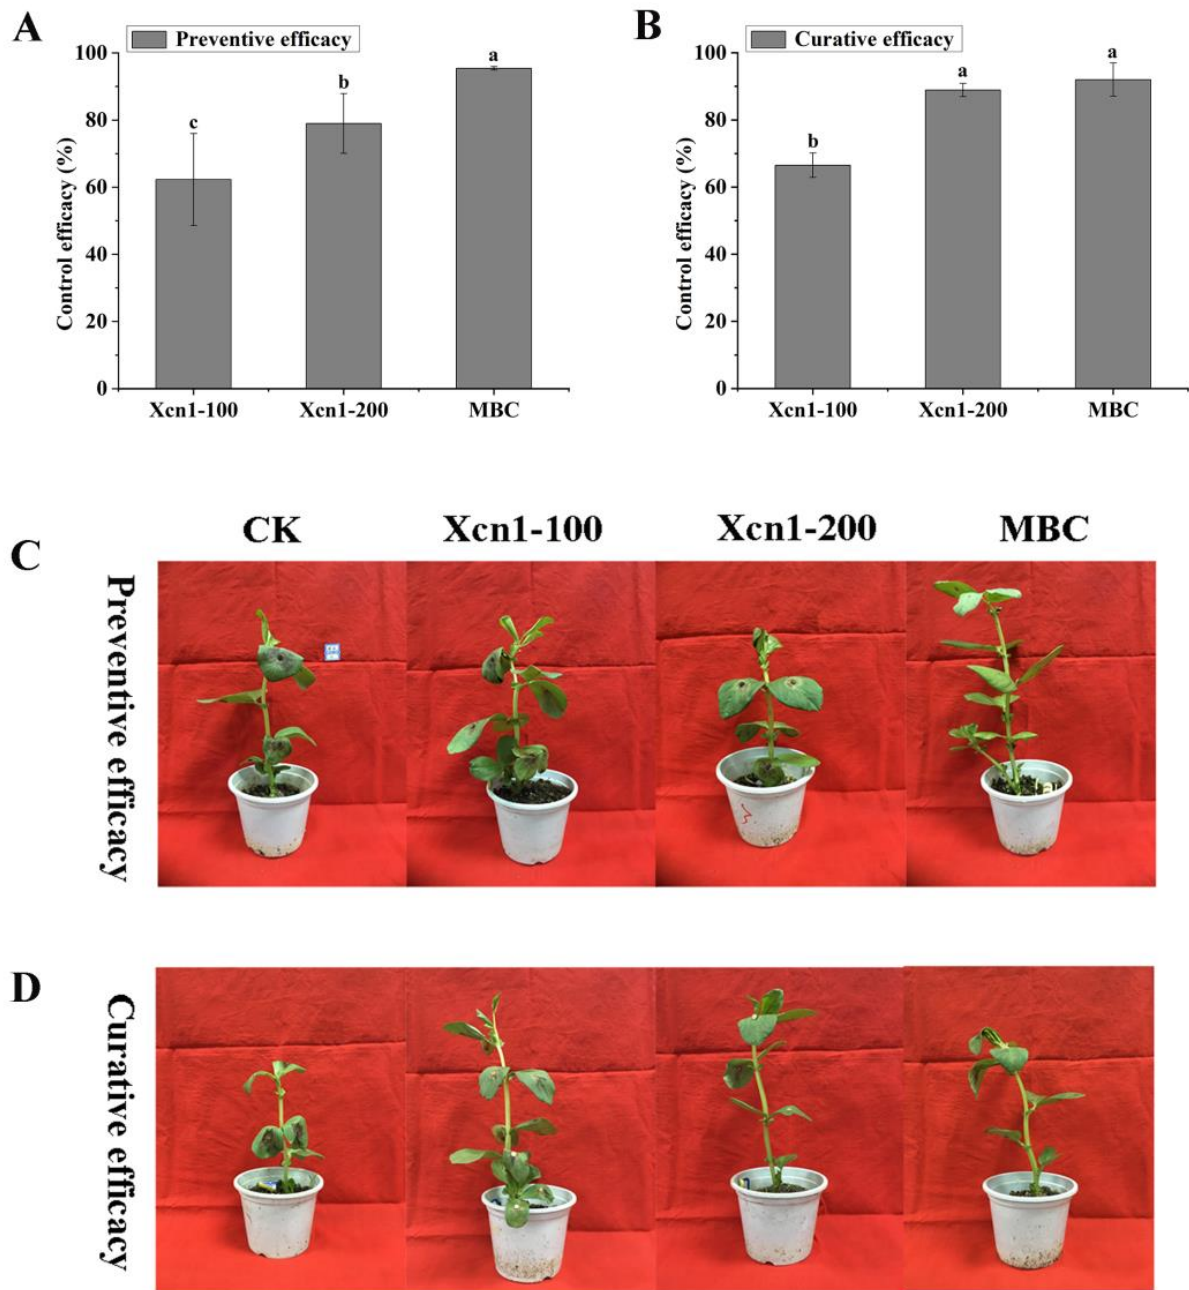 A
Preventive efficacy
Control efficacy (%)
100
80
60
40
20
0
c
b
a
Xcn1-100
Xcn1-200
MBC
B
Curative efficacy
Control efficacy (%)
100
80
60
40
20
0
b
a
a
Xcn1-100
Xcn1-200
MBC
CK
Xcn1-100
Xcn1-200
MBC
C
Preventive efficacy
D
Curative efficacy